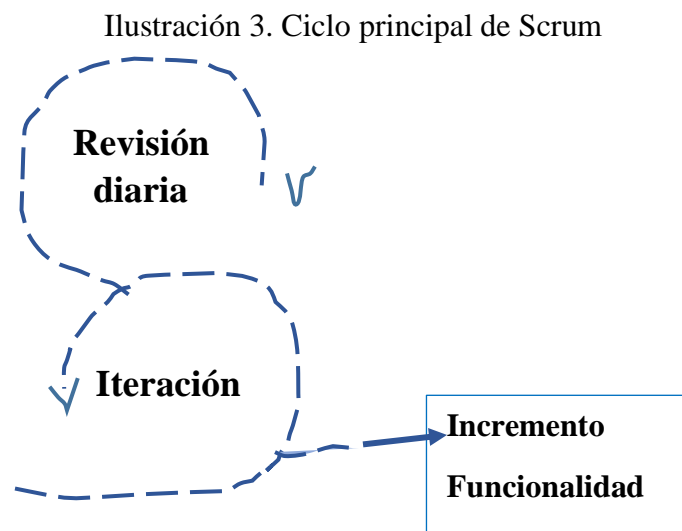 Ilustración 3. Ciclo principal de Scrum
Revisión
diaria
Iteración
Incremento
Funcionalidad